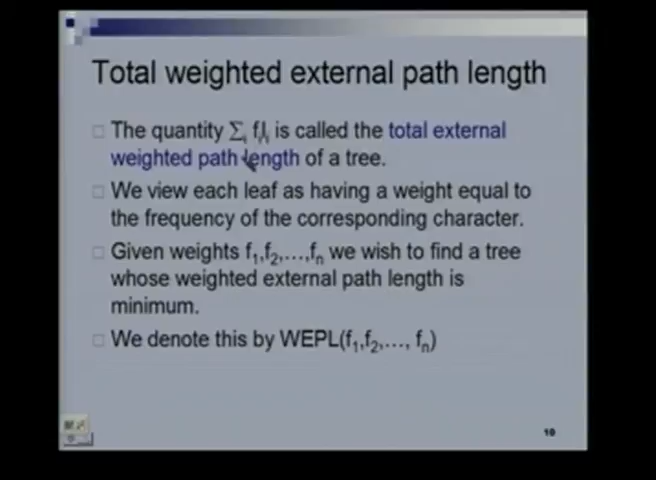 Total weighted external path length
The quantity Σᵢ fᵢlᵢ is called the total external
weighted path length of a tree.
We view each leaf as having a weight equal to
the frequency of the corresponding character.
Given weights f₁,f₂,...,fₙ we wish to find a tree
whose weighted external path length is
minimum.
We denote this by WEPL(f₁,f₂,..., fₙ)
10